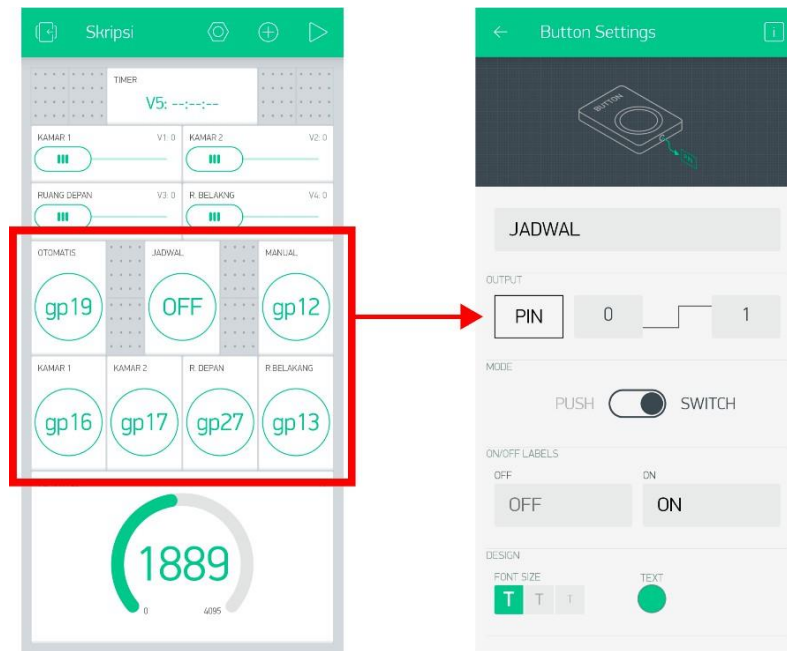 Skripsi
TIMER
V5: --:--:--
KAMAR 1 V1: 0 KAMAR 2 V2: 0
RUANG DEPAN V3: 0 R. BELAKNG V4: 0
OTOMATIS JADWAL MANUAL
gp19 OFF gp12
KAMAR 1 KAMAR 2 R. DEPAN R BELAKANG
gp16 gp17 gp27 gp13
1889
0 4095
Button Settings
BUTTON
JADWAL
OUTPUT
PIN 0 1
MODE
PUSH SWITCH
ON/OFF LABELS
OFF ON
OFF ON
DESIGN
FONT SIZE TEXT
T T T